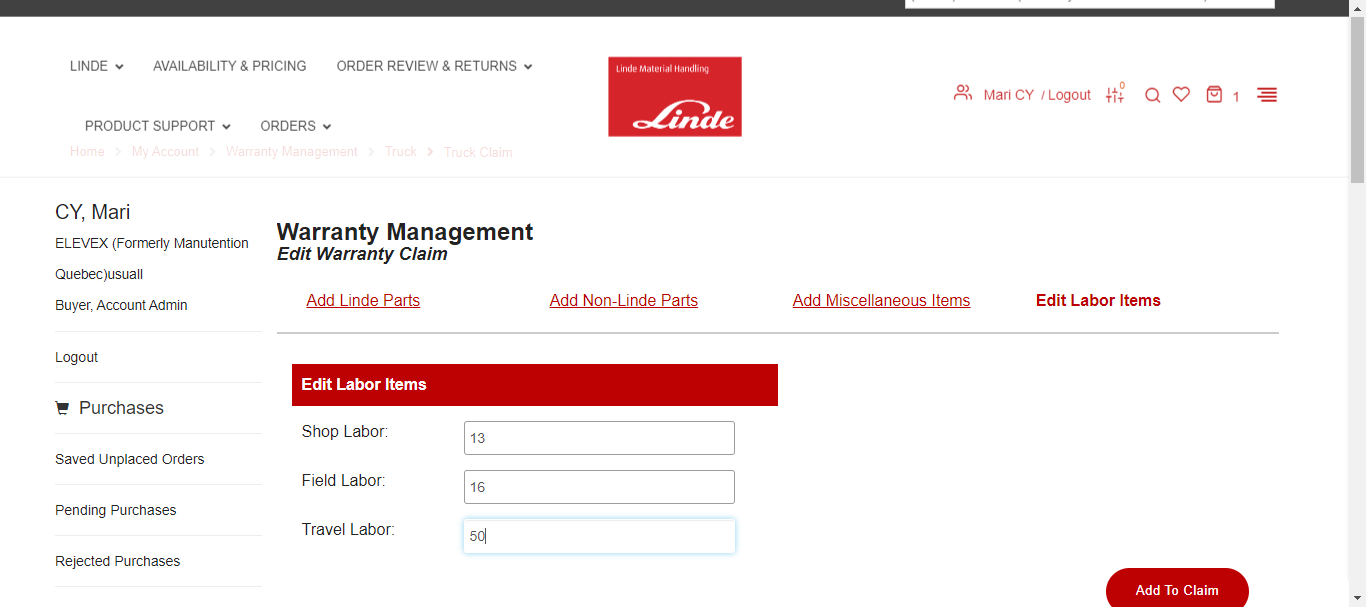 LINDE AVAILABILITY & PRICING ORDER REVIEW & RETURNS
Linde Material Handling
Linde
Mari CY / Logout 0 1
PRODUCT SUPPORT ORDERS
Home My Account Warranty Management Truck Truck Claim
CY, Mari
ELEVEX (Formerly Manutention
Quebec)usuall
Buyer, Account Admin
Logout
Purchases
Saved Unplaced Orders
Pending Purchases
Rejected Purchases
Warranty Management
Edit Warranty Claim
Add Linde Parts Add Non-Linde Parts Add Miscellaneous Items Edit Labor Items
Edit Labor Items
Shop Labor: 13
Field Labor: 16
Travel Labor: 50
Add To Claim